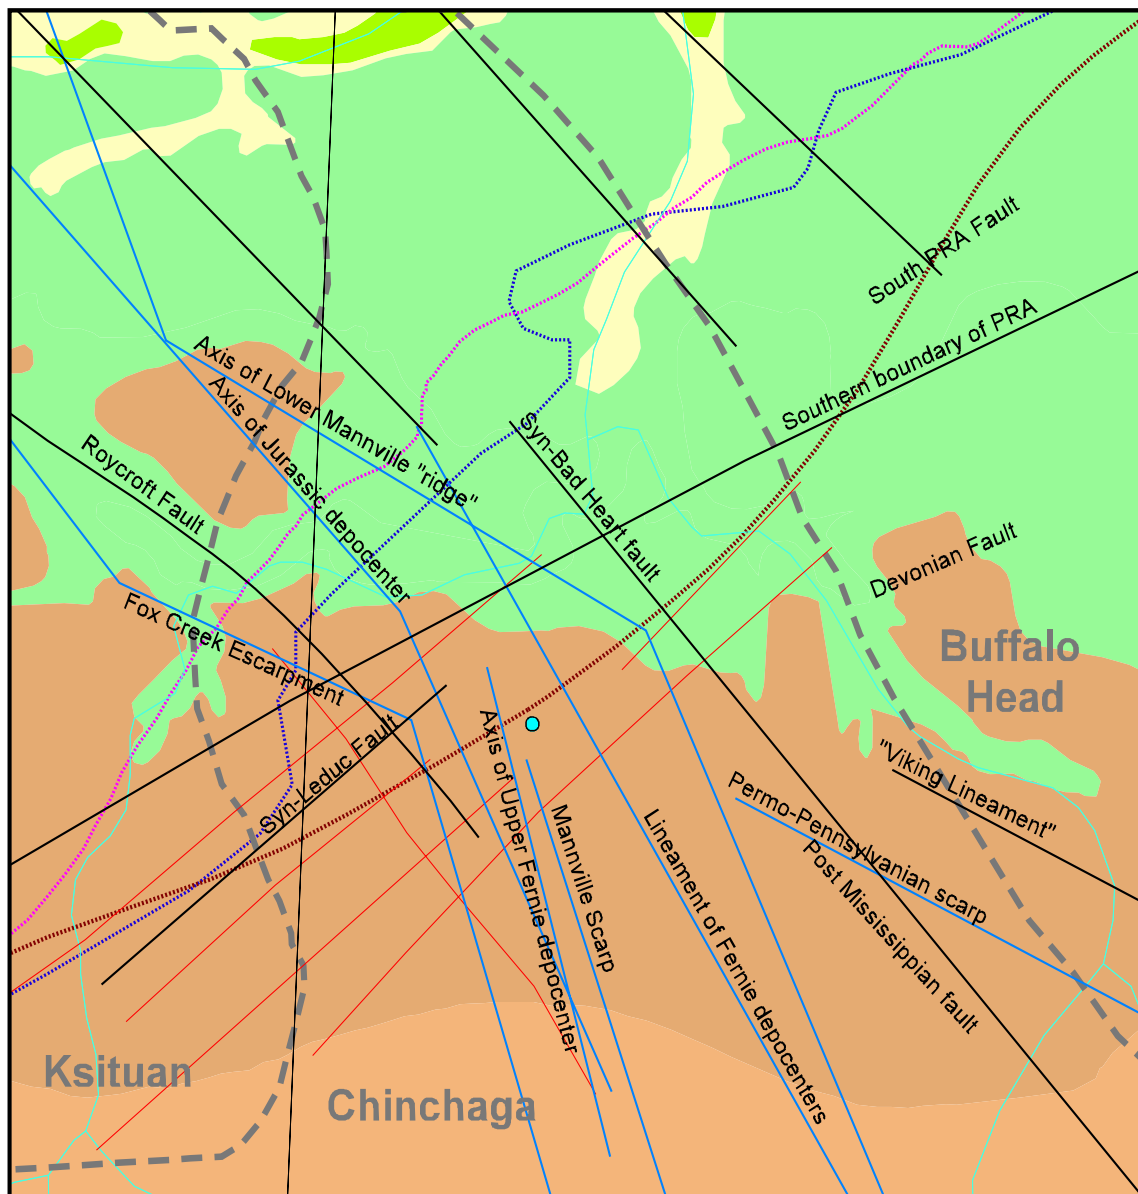 South PRA Fault
Southern boundary of PRA
Axis of Lower Mannville "ridge"
Axis of Jurassic depocenter
Syn-Bad Heart fault
Roycroft Fault
Devonian Fault
Fox Creek Escarpment
Buffalo
Head
Syn-Leduc Fault
Axis of Upper Fernie depocenter
Mannville Scarp
Lineament of Fernie depocenters
"Viking Lineament"
Permo-Pennsylvanian scarp
Post Mississippian fault
Ksituan
Chinchaga